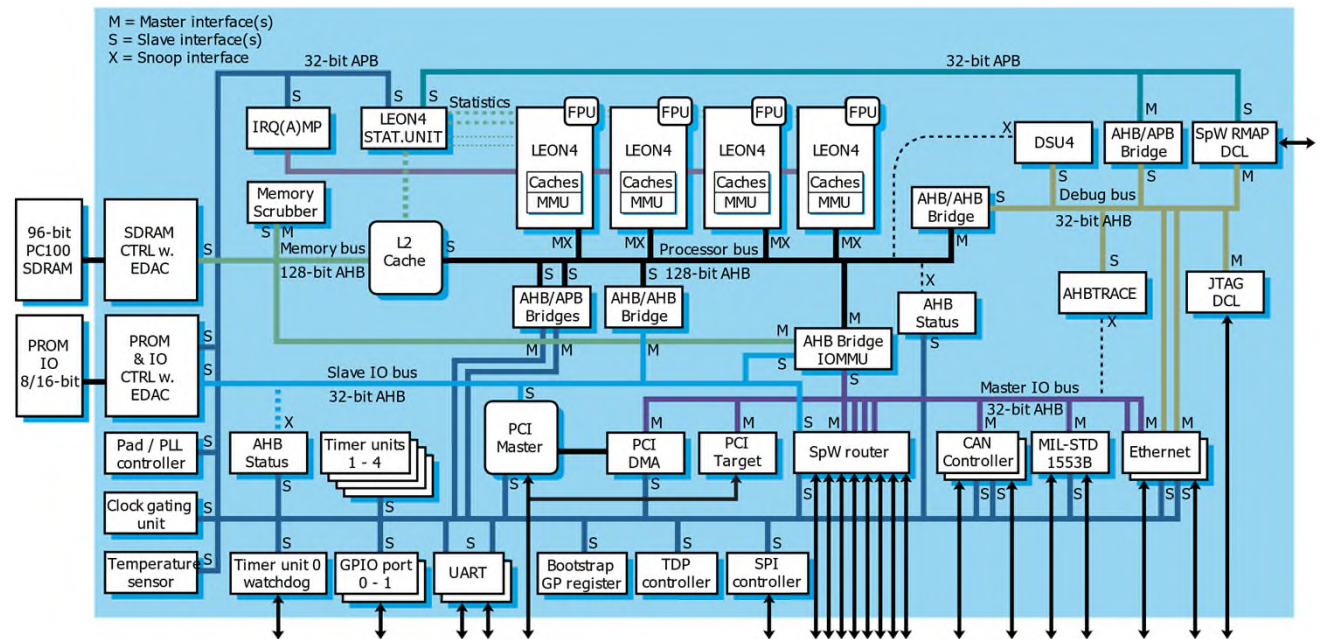 M = Master interface(s)
S = Slave interface(s)
X = Snoop interface
32-bit APB
32-bit APB
S
S
S
Statistics
M
S
IRQ(A)MP
LEON4
STAT.UNIT
FPU
FPU
FPU
FPU
LEON4
LEON4
LEON4
LEON4
Caches
MMU
Caches
MMU
Caches
MMU
Caches
MMU
X
DSU4
AHB/APB
Bridge
SpW RMAP
DCL
S
S
M
Debug bus
32-bit AHB
Memory
Scrubber
S
M
AHB/AHB
Bridge
S
M
96-bit
PC100
SDRAM
SDRAM
CTRL w.
EDAC
S
Memory bus
128-bit AHB
L2
Cache
S
MX
MX
Processor bus
MX
MX
128-bit AHB
S
S
S
M
X
S
M
AHB/APB
Bridges
AHB/AHB
Bridge
AHB
Status
AHBTRACE
JTAG
DCL
M
M
M
M
AHB Bridge
IOMMU
S
S
S
X
PROM
IO
8/16-bit
PROM
& IO
CTRL w.
EDAC
S
S
Slave IO bus
32-bit AHB
Master IO bus
32-bit AHB
X
S
M
M
S
M
M
M
M
Pad / PLL
controller
S
AHB
Status
Timer units
1 - 4
PCI
Master
PCI
DMA
PCI
Target
SpW router
CAN
Controller
MIL-STD
1553B
Ethernet
S
S
S
S
S
S
S
S
S
S
Clock gating
unit
S
S
S
S
S
S
S
S
Temperature
sensor
S
Timer unit 0
watchdog
GPIO port
0 - 1
UART
Bootstrap
GP register
TDP
controller
SPI
controller